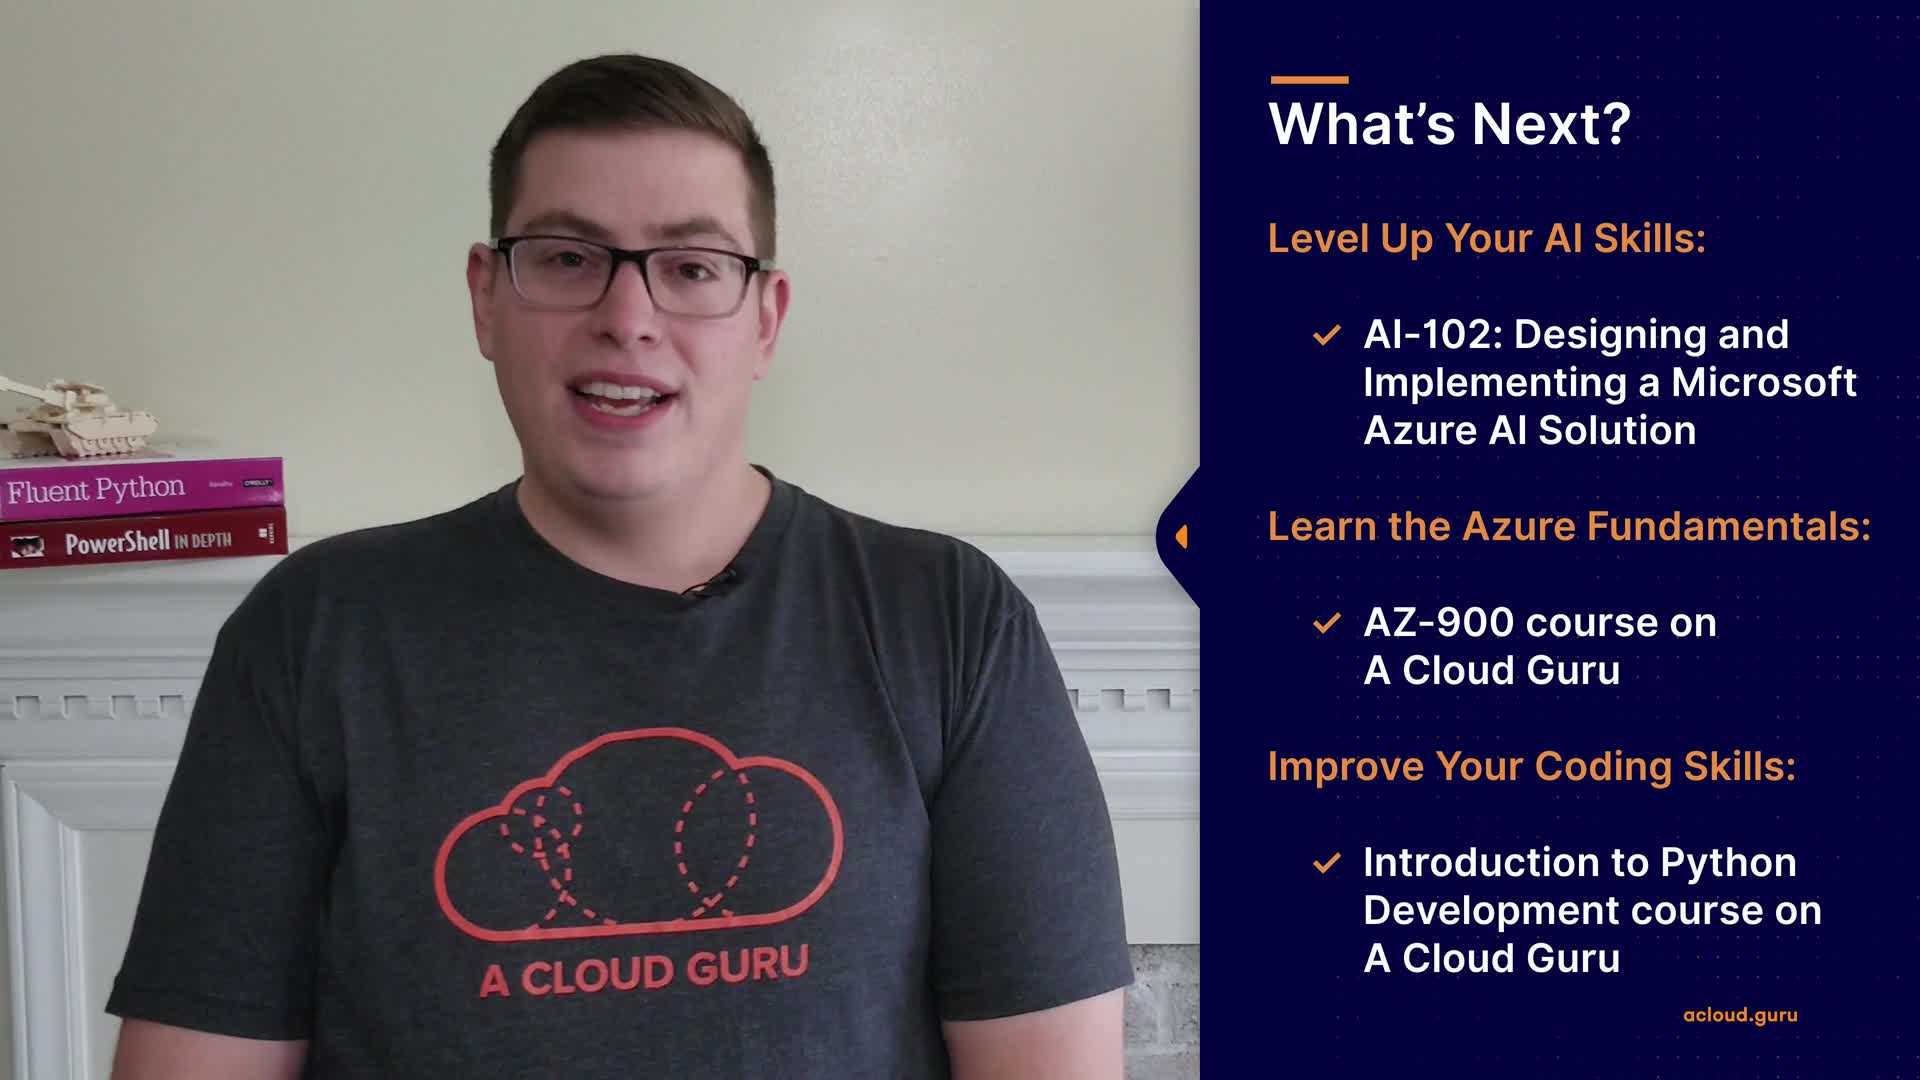 What's Next?
Level Up Your AI Skills:
AI-102: Designing and
Implementing a Microsoft
Azure AI Solution
Learn the Azure Fundamentals:
AZ-900 course on
A Cloud Guru
Improve Your Coding Skills:
Introduction to Python
Development course on
A Cloud Guru
acloud.guru
Fluent Python
O'REILLY
PowerShell IN DEPTH
A CLOUD GURU